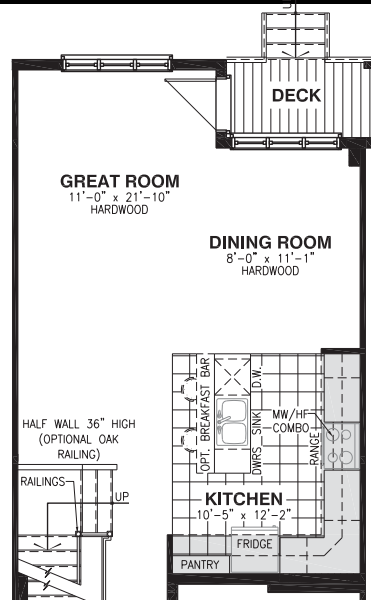 U
DECK
GREAT ROOM
11'-0" x 21'-10"
HARDWOOD
DINING ROOM
8'-0" x 11'-1"
HARDWOOD
OPT. BREAKFAST BAR
D.W.
SINK
DWRS
MW/HF
COMBO
RANGE
HALF WALL 36" HIGH
(OPTIONAL OAK
RAILING)
RAILINGS
UP
KITCHEN
10'-5" x 12'-2"
FRIDGE
PANTRY